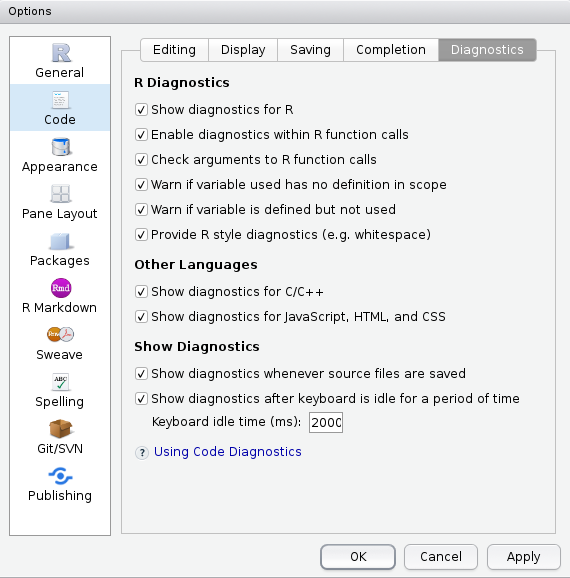 Options
R
General
Code
Appearance
Pane Layout
Packages
Rmd
R Markdown
Sweave
ABC
Spelling
Git/SVN
Publishing
Editing
Display
Saving
Completion
Diagnostics
R Diagnostics
Show diagnostics for R
Enable diagnostics within R function calls
Check arguments to R function calls
Warn if variable used has no definition in scope
Warn if variable is defined but not used
Provide R style diagnostics (e.g. whitespace)
Other Languages
Show diagnostics for C/C++
Show diagnostics for JavaScript, HTML, and CSS
Show Diagnostics
Show diagnostics whenever source files are saved
Show diagnostics after keyboard is idle for a period of time
Keyboard idle time (ms): 2000
? Using Code Diagnostics
OK
Cancel
Apply